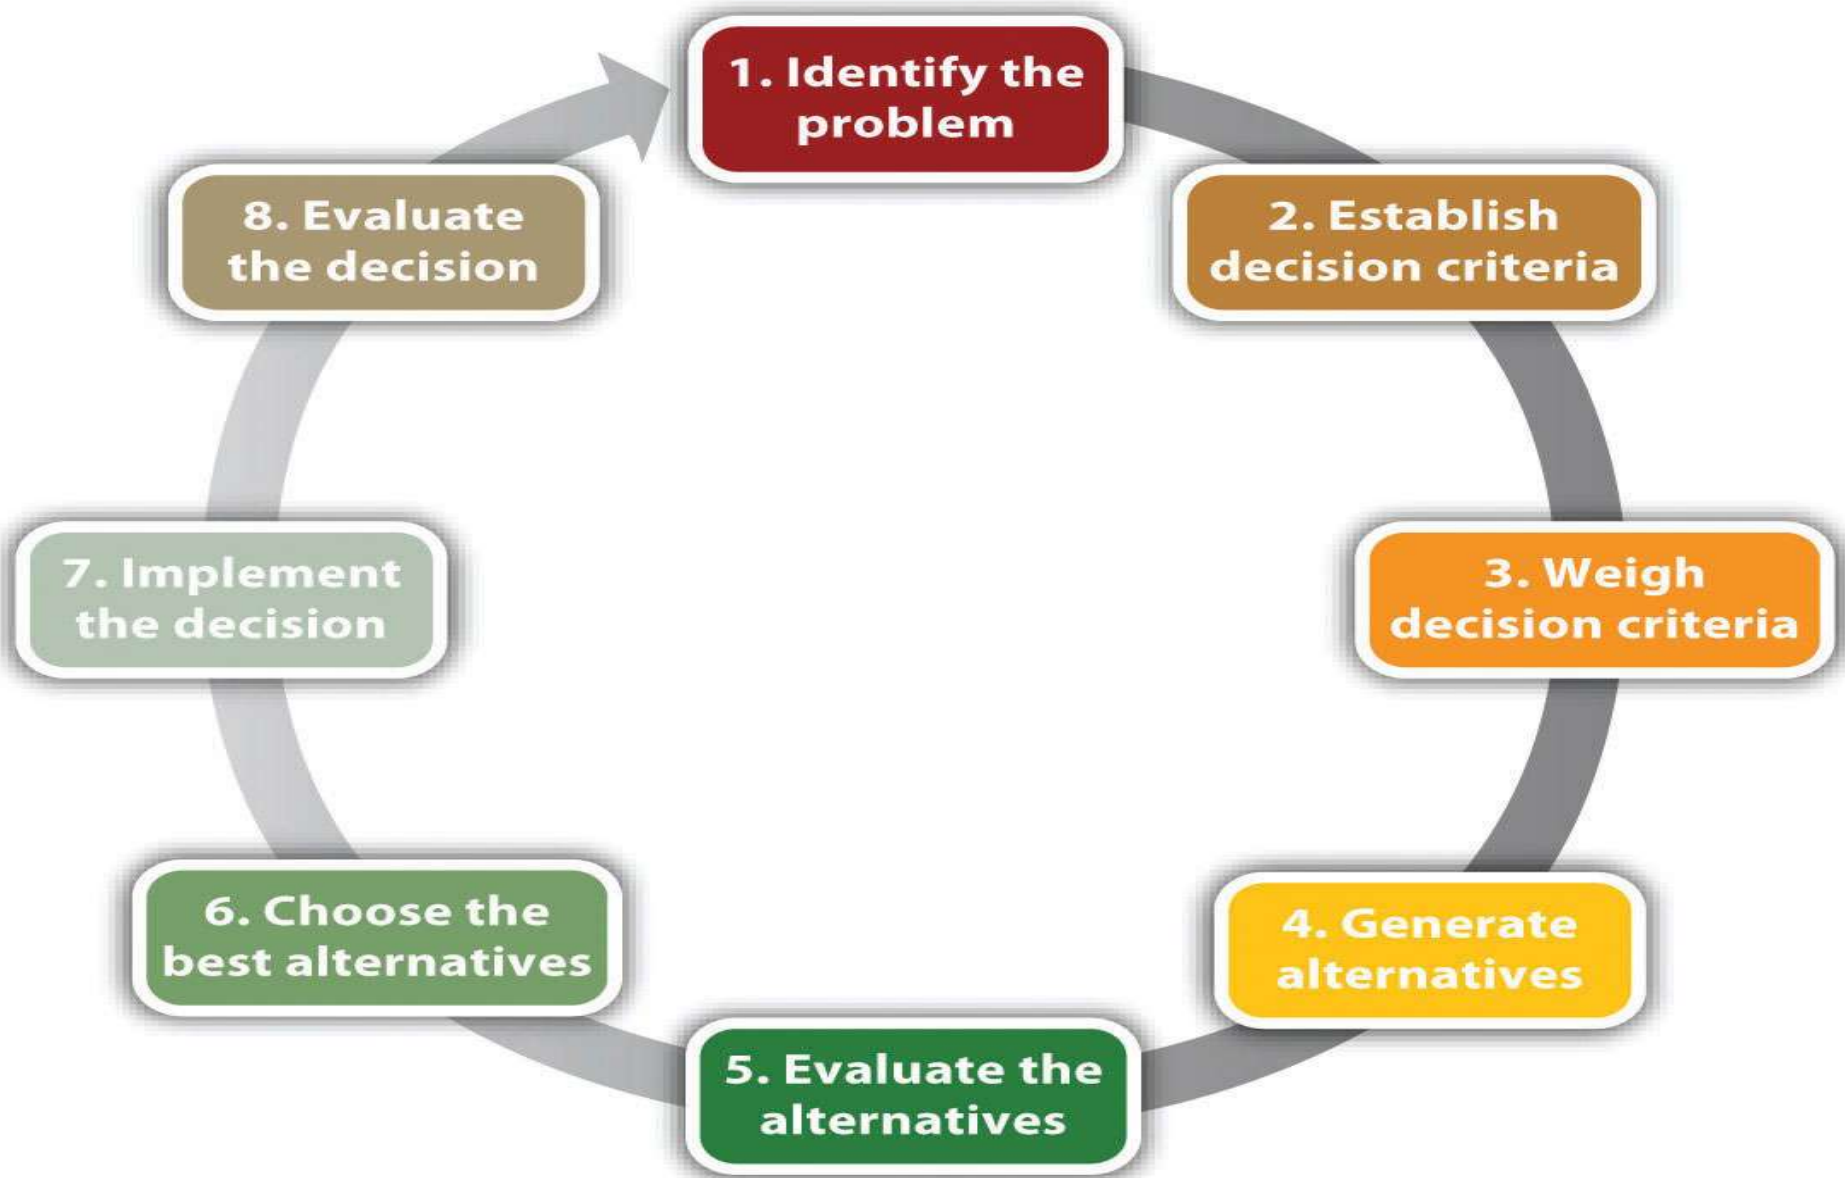 1. Identify the
problem
2. Establish
decision criteria
3. Weigh
decision criteria
4. Generate
alternatives
5. Evaluate the
alternatives
6. Choose the
best alternatives
7. Implement
the decision
8. Evaluate
the decision